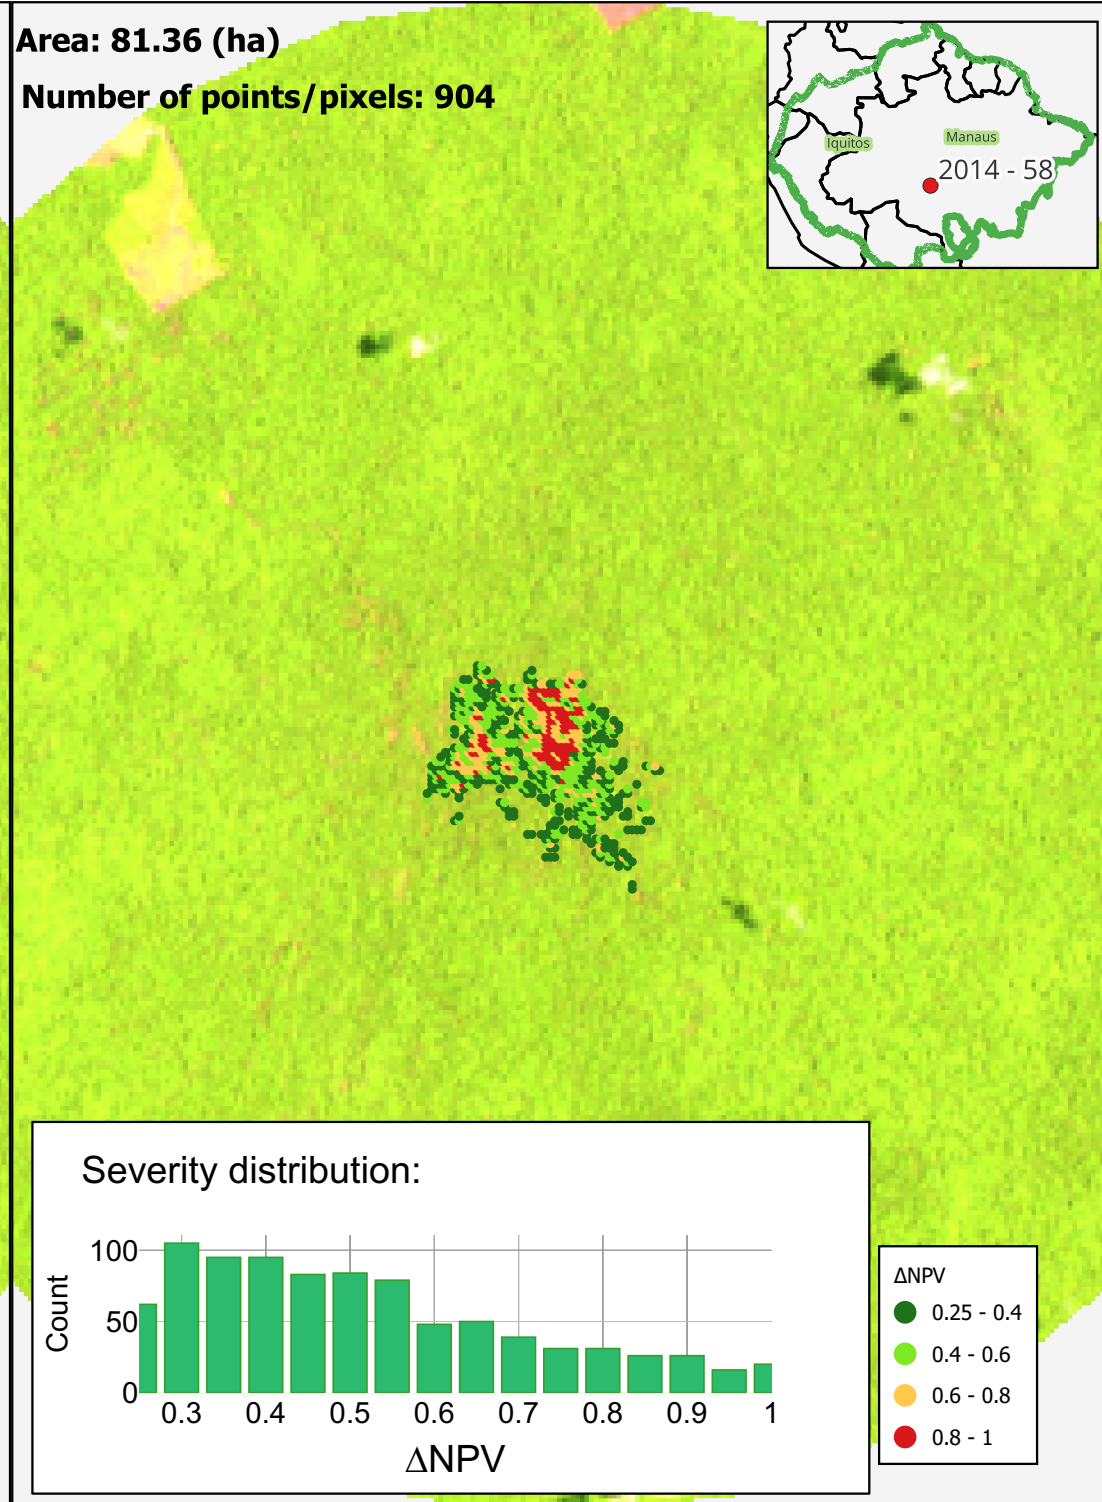 Area: 81.36 (ha)
Number of points/pixels: 904
Iquitos
Manaus
2014 - 58
Severity distribution:
Count
100
50
0
0.3 0.4 0.5 0.6 0.7 0.8 0.9 1
ΔNPV
ΔNPV
0.25 - 0.4
0.4 - 0.6
0.6 - 0.8
0.8 - 1